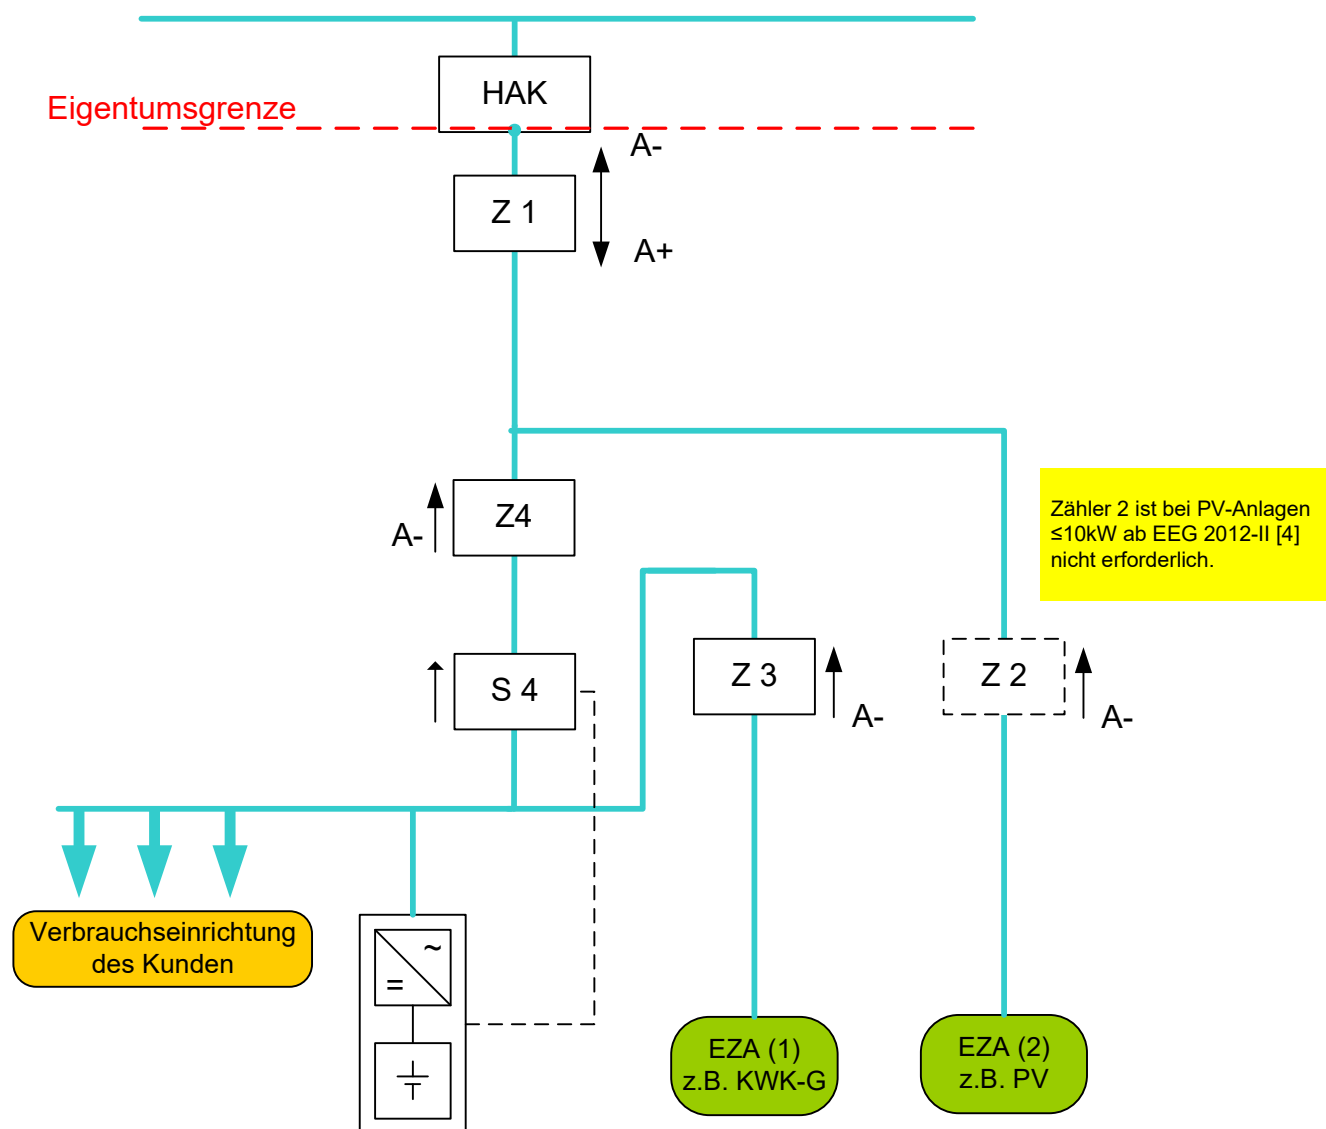 HAK
Eigentumsgrenze
A-
Z 1
A+
Z4
A-
Zähler 2 ist bei PV-Anlagen
≤10kW ab EEG 2012-II [4]
nicht erforderlich.
S 4
Z 3
A-
Z 2
A-
Verbrauchseinrichtung
des Kunden
~
=
EZA (1)
z.B. KWK-G
EZA (2)
z.B. PV